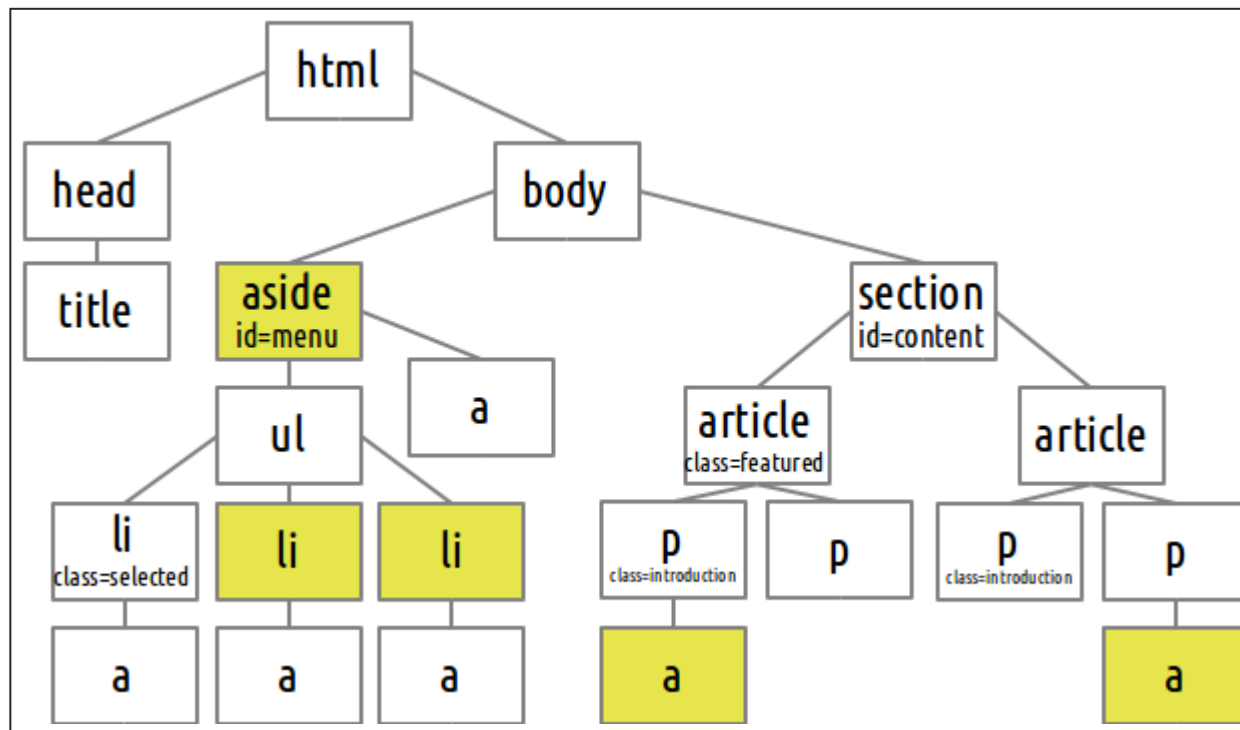 html
head
body
title
aside
id=menu
section
id=content
ul
a
article
class=featured
article
li
class=selected
li
li
p
class=introduction
p
p
class=introduction
p
a
a
a
a
a